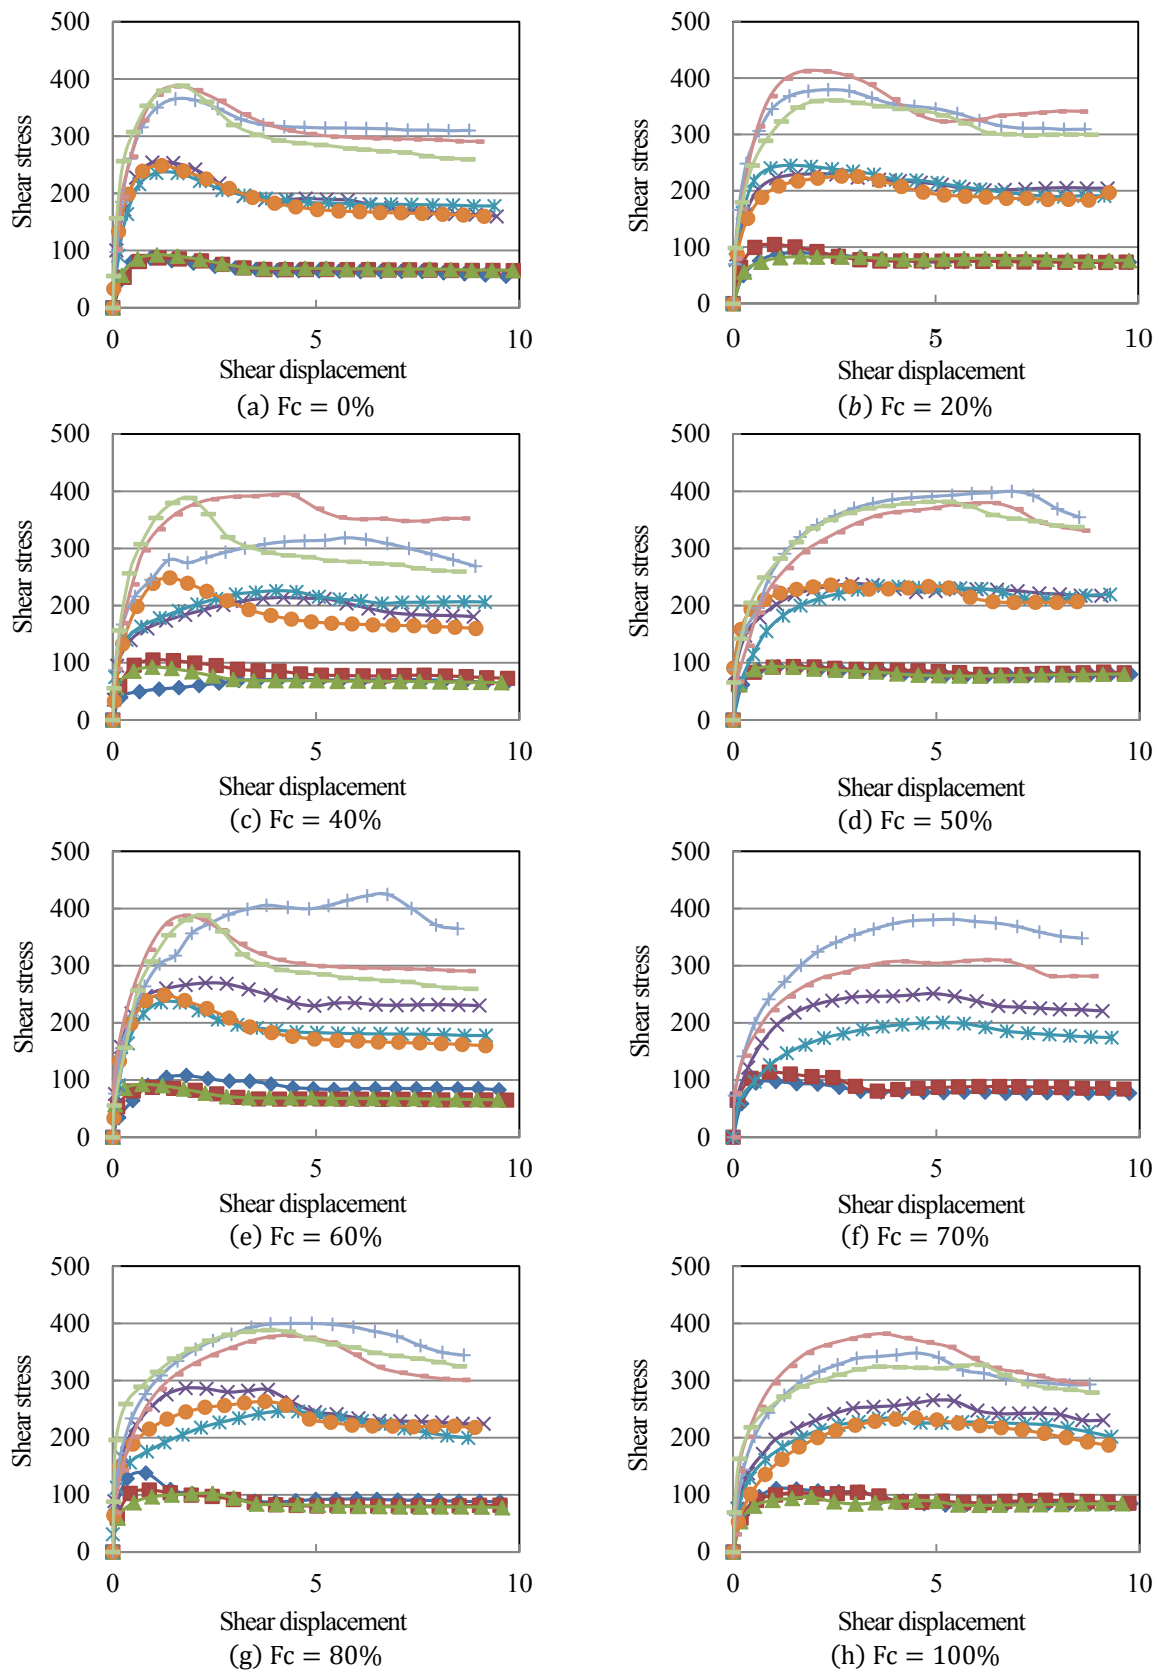 500
400
300
200
100
0
Shear stress
0 5 10
Shear displacement
(a) Fc = 0%
500
400
300
200
100
0
Shear stress
0 5 10
Shear displacement
(b) Fc = 20%
500
400
300
200
100
0
Shear stress
0 5 10
Shear displacement
(c) Fc = 40%
500
400
300
200
100
0
Shear stress
0 5 10
Shear displacement
(d) Fc = 50%
500
400
300
200
100
0
Shear stress
0 5 10
Shear displacement
(e) Fc = 60%
500
400
300
200
100
0
Shear stress
0 5 10
Shear displacement
(f) Fc = 70%
500
400
300
200
100
0
Shear stress
0 5 10
Shear displacement
(g) Fc = 80%
500
400
300
200
100
0
Shear stress
0 5 10
Shear displacement
(h) Fc = 100%